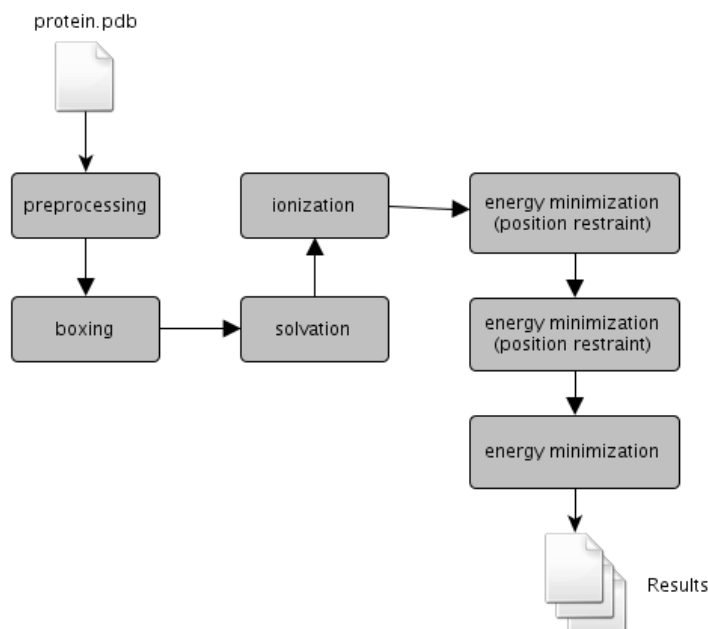 protein.pdb
preprocessing
boxing
solvation
ionization
energy minimization
(position restraint)
energy minimization
(position restraint)
energy minimization
Results